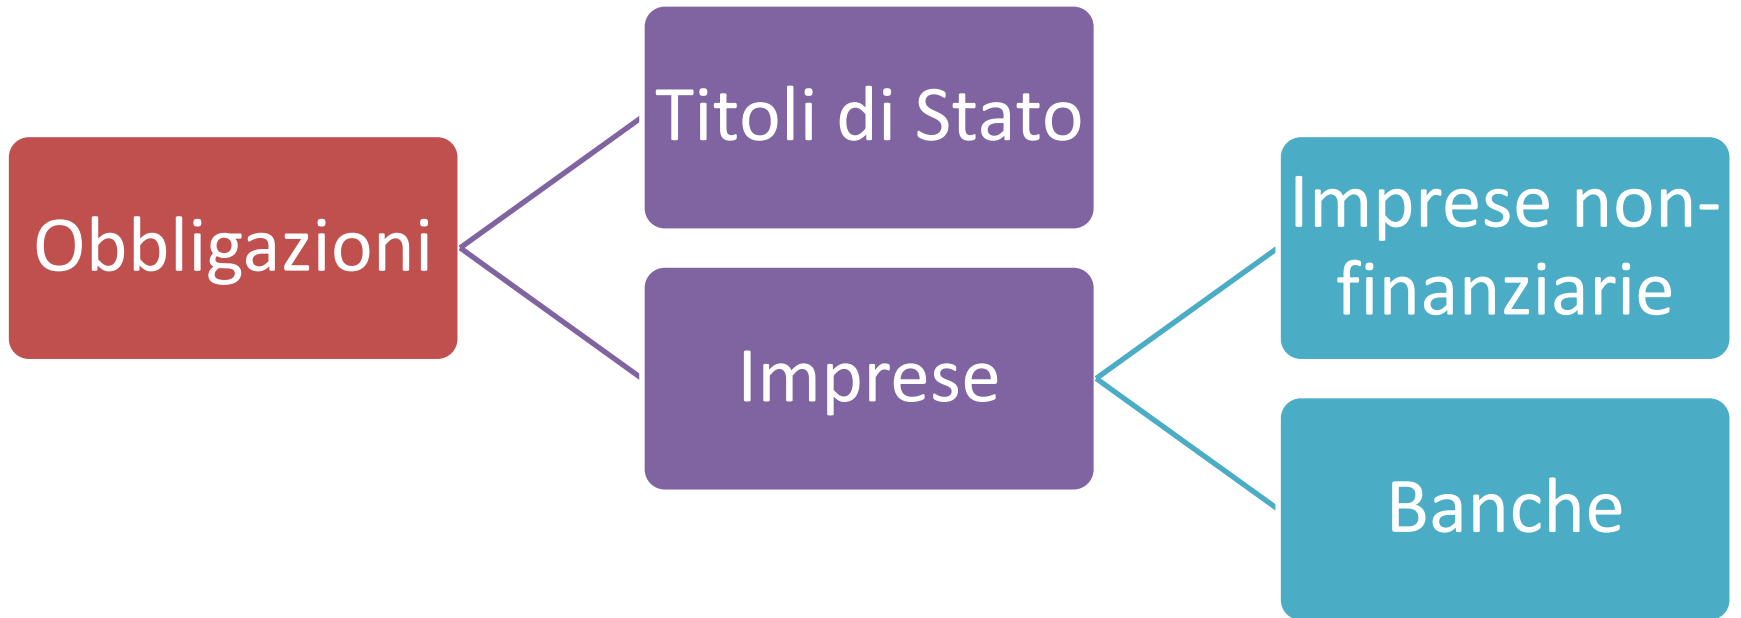 Obbligazioni
Titoli di Stato
Imprese
Imprese non-
finanziarie
Banche